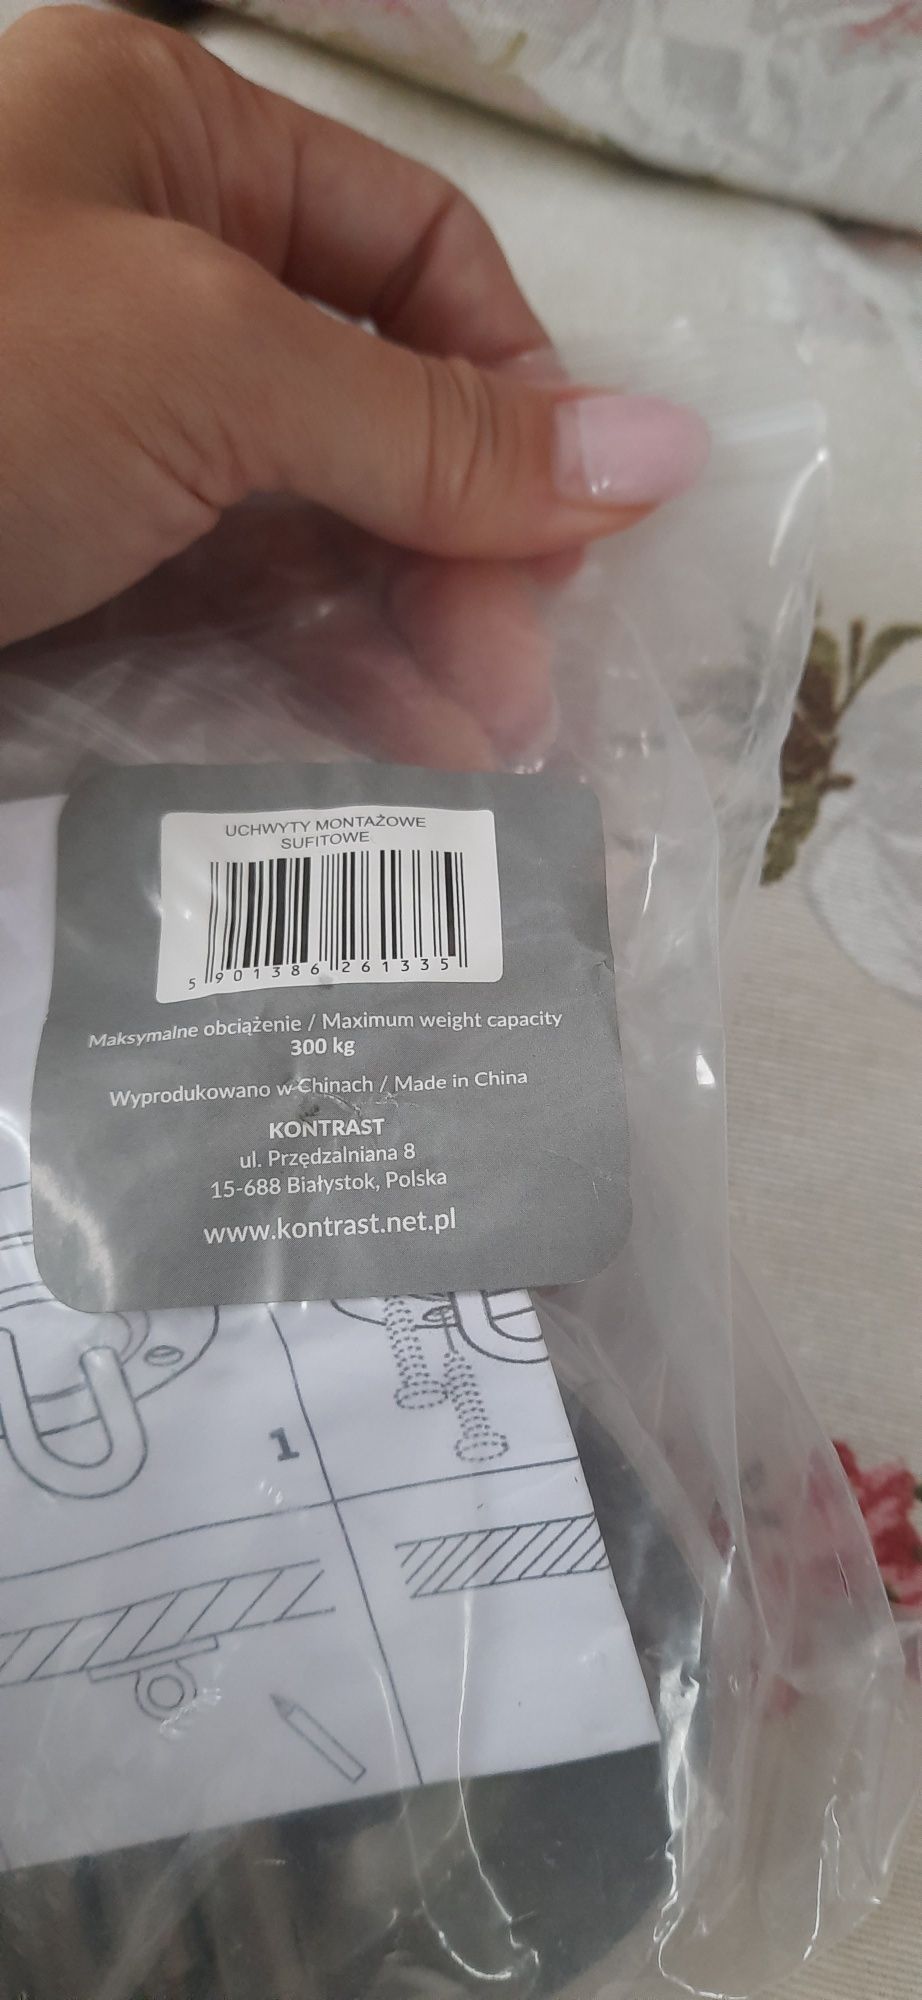 UCHWYTY MONTAŻOWE
SUFITOWE
5 901386 261335
Maksymalne obciążenie / Maximum weight capacity
300 kg
Wyprodukowano w Chinach / Made in China
KONTRAST
ul. Przędzalniana 8
15-688 Białystok, Polska
www.kontrast.net.pl
1